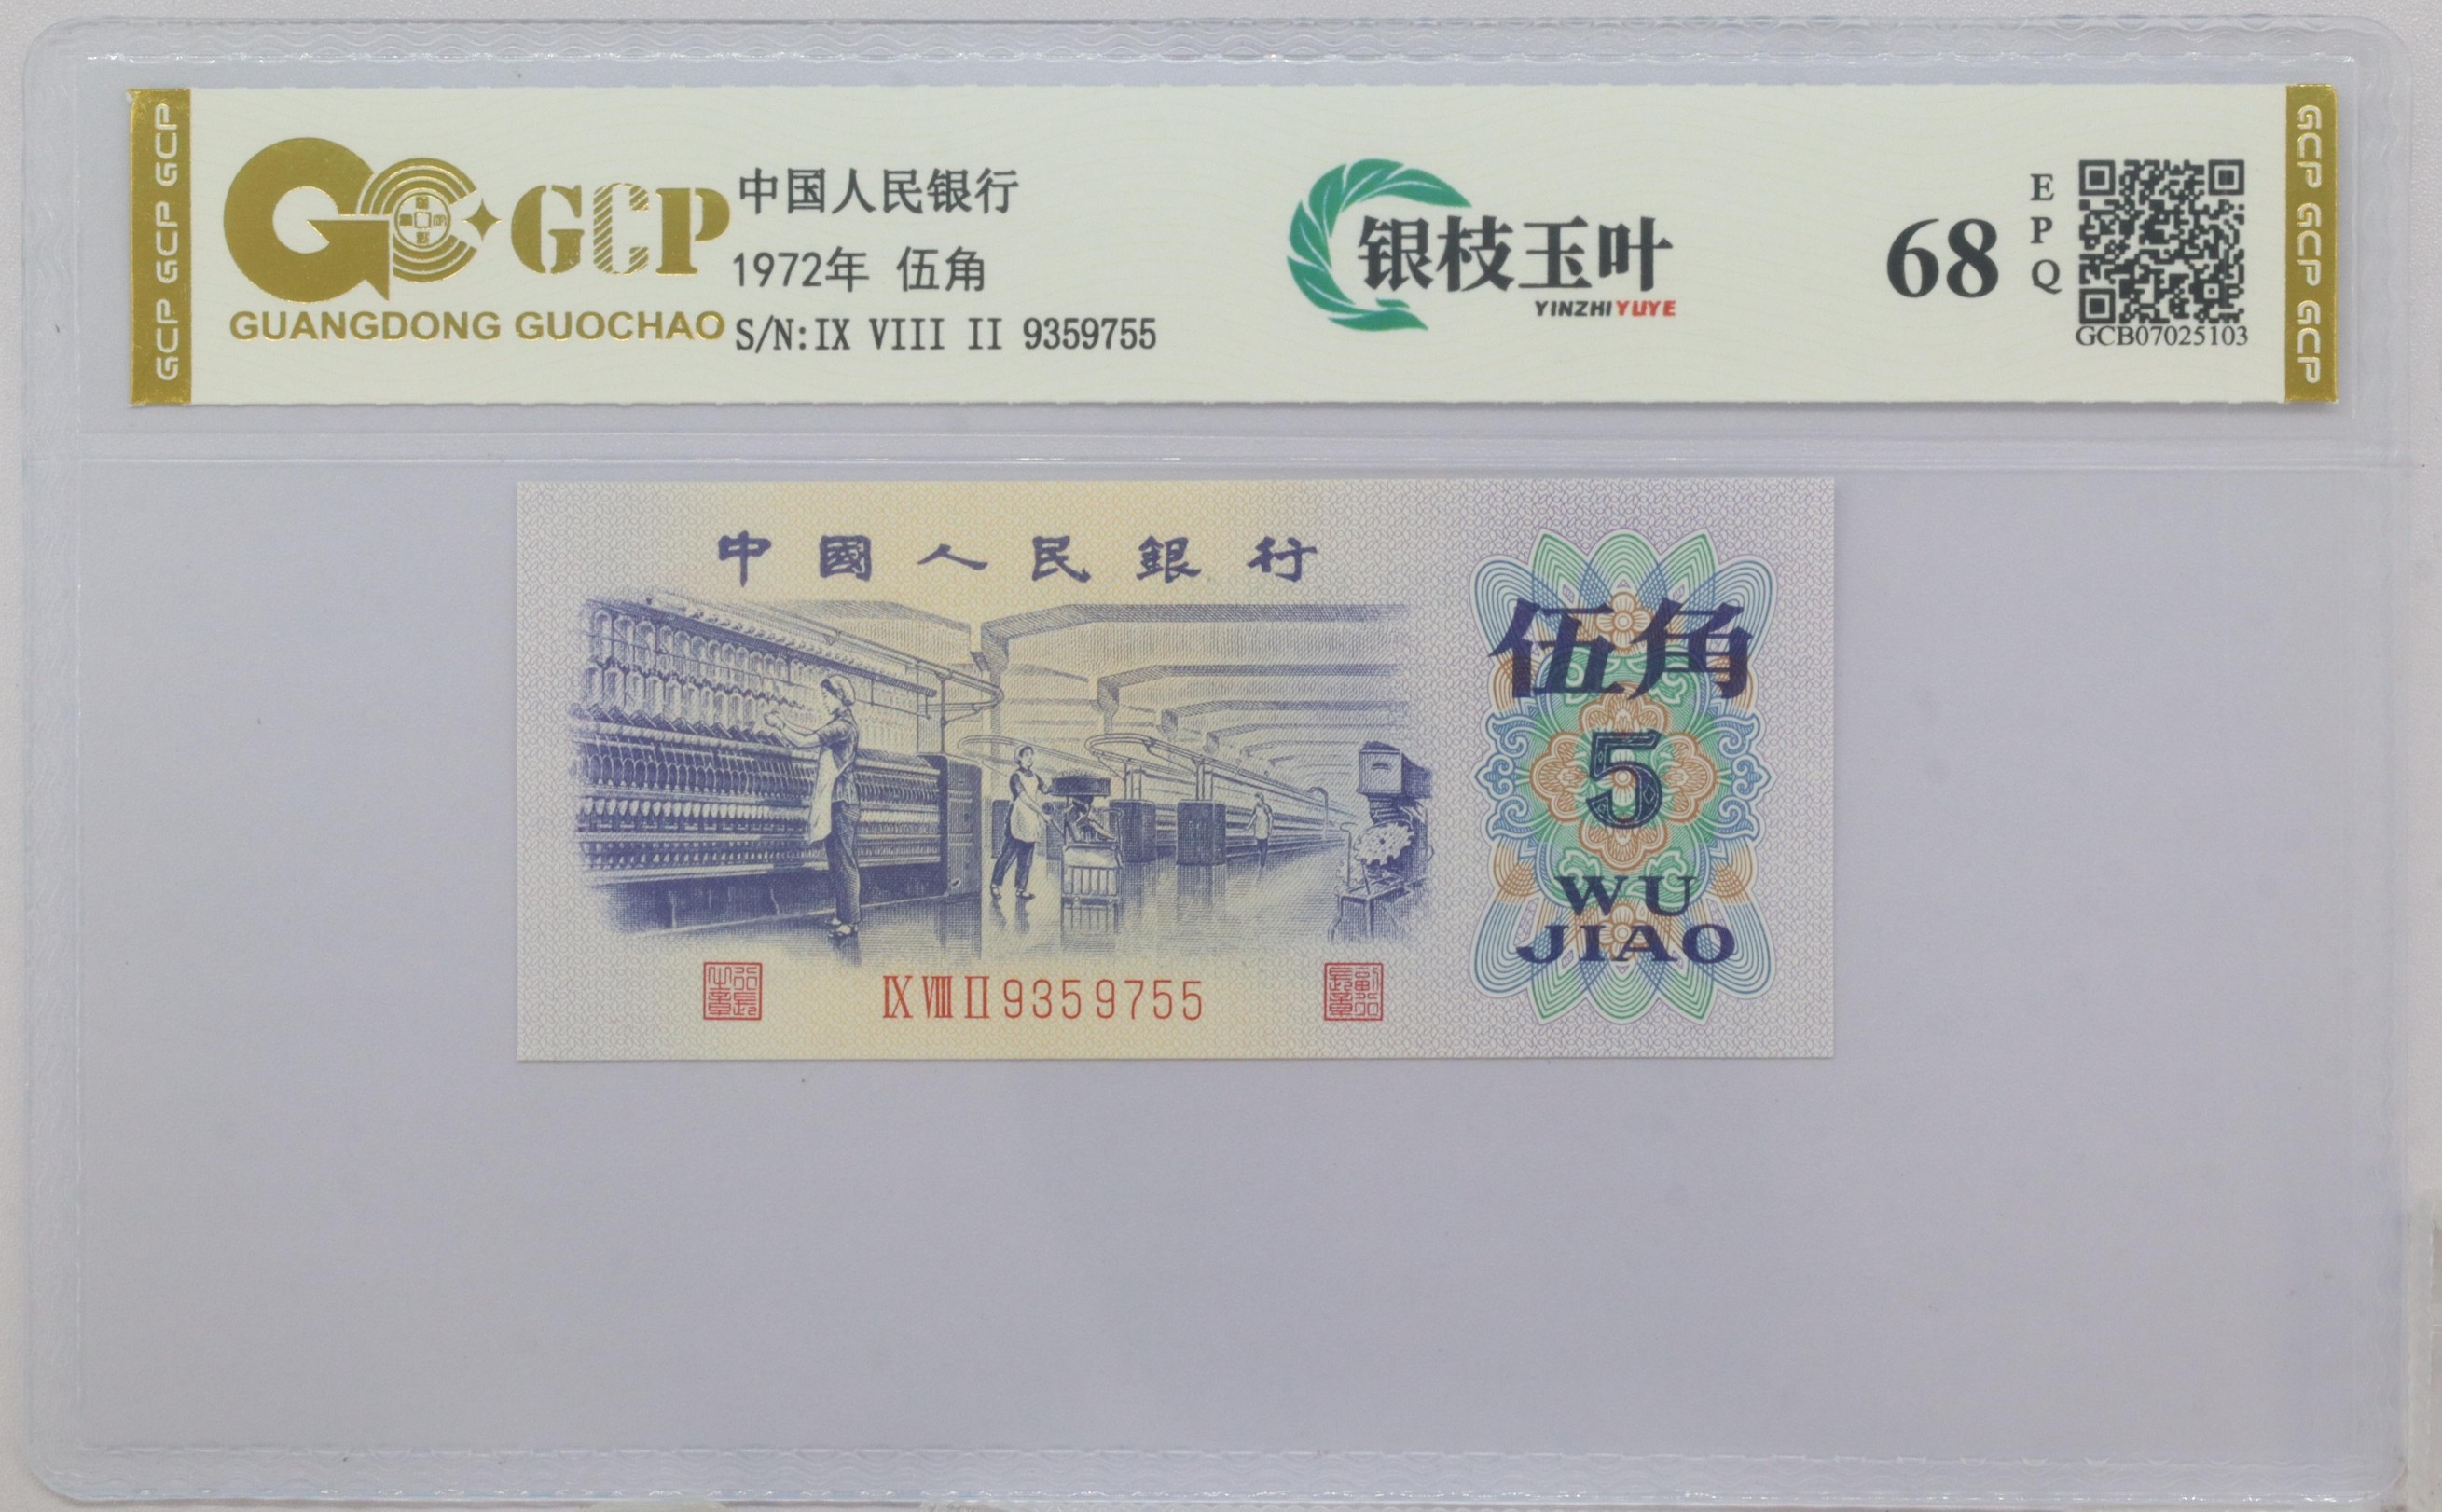 GCP GCP GCP
GCP
GUANGDONG GUOCHAO
中国人民银行
1972年 伍角
S/N:IX VIII II 9359755
银枝玉叶
YINZHIYUYE
68
EPQ
GCB07025103
GCP GCP GCP
中國人民銀行
伍角
5
WU
JIAO
IX VIII II 9359755